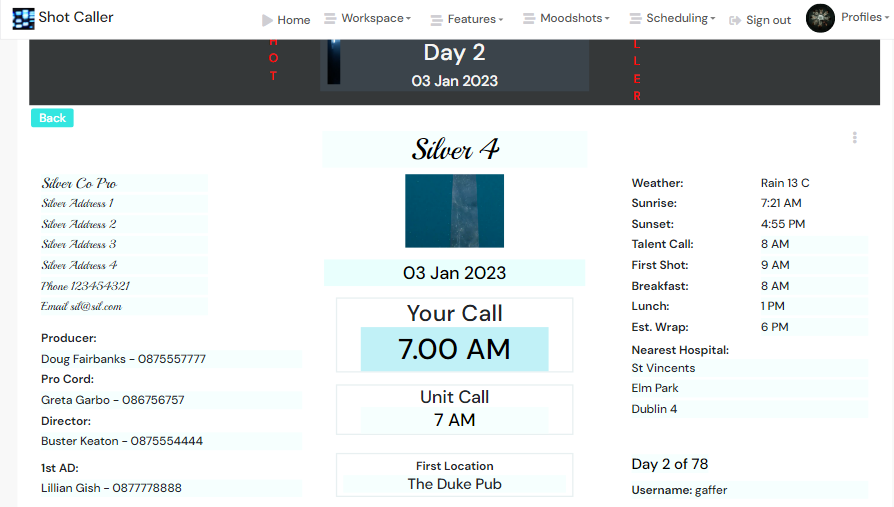 Shot Caller
Home
Workspace
Features
Moodshots
Scheduling
Sign out
Profiles
H
O
T
Day 2
03 Jan 2023
L
L
E
R
Back
Silver 4
Silver Co Pro
Silver Address 1
Silver Address 2
Silver Address 3
Silver Address 4
Phone 123454321
Email sil@sil.com
Producer:
Doug Fairbanks - 0875557777
Pro Cord:
Greta Garbo - 086756757
Director:
Buster Keaton - 0875554444
1st AD:
Lillian Gish - 0877778888
03 Jan 2023
Your Call
7.00 AM
Unit Call
7 AM
First Location
The Duke Pub
Weather: Rain 13 C
Sunrise: 7:21 AM
Sunset: 4:55 PM
Talent Call: 8 AM
First Shot: 9 AM
Breakfast: 8 AM
Lunch: 1 PM
Est. Wrap: 6 PM
Nearest Hospital:
St Vincents
Elm Park
Dublin 4
Day 2 of 78
Username: gaffer